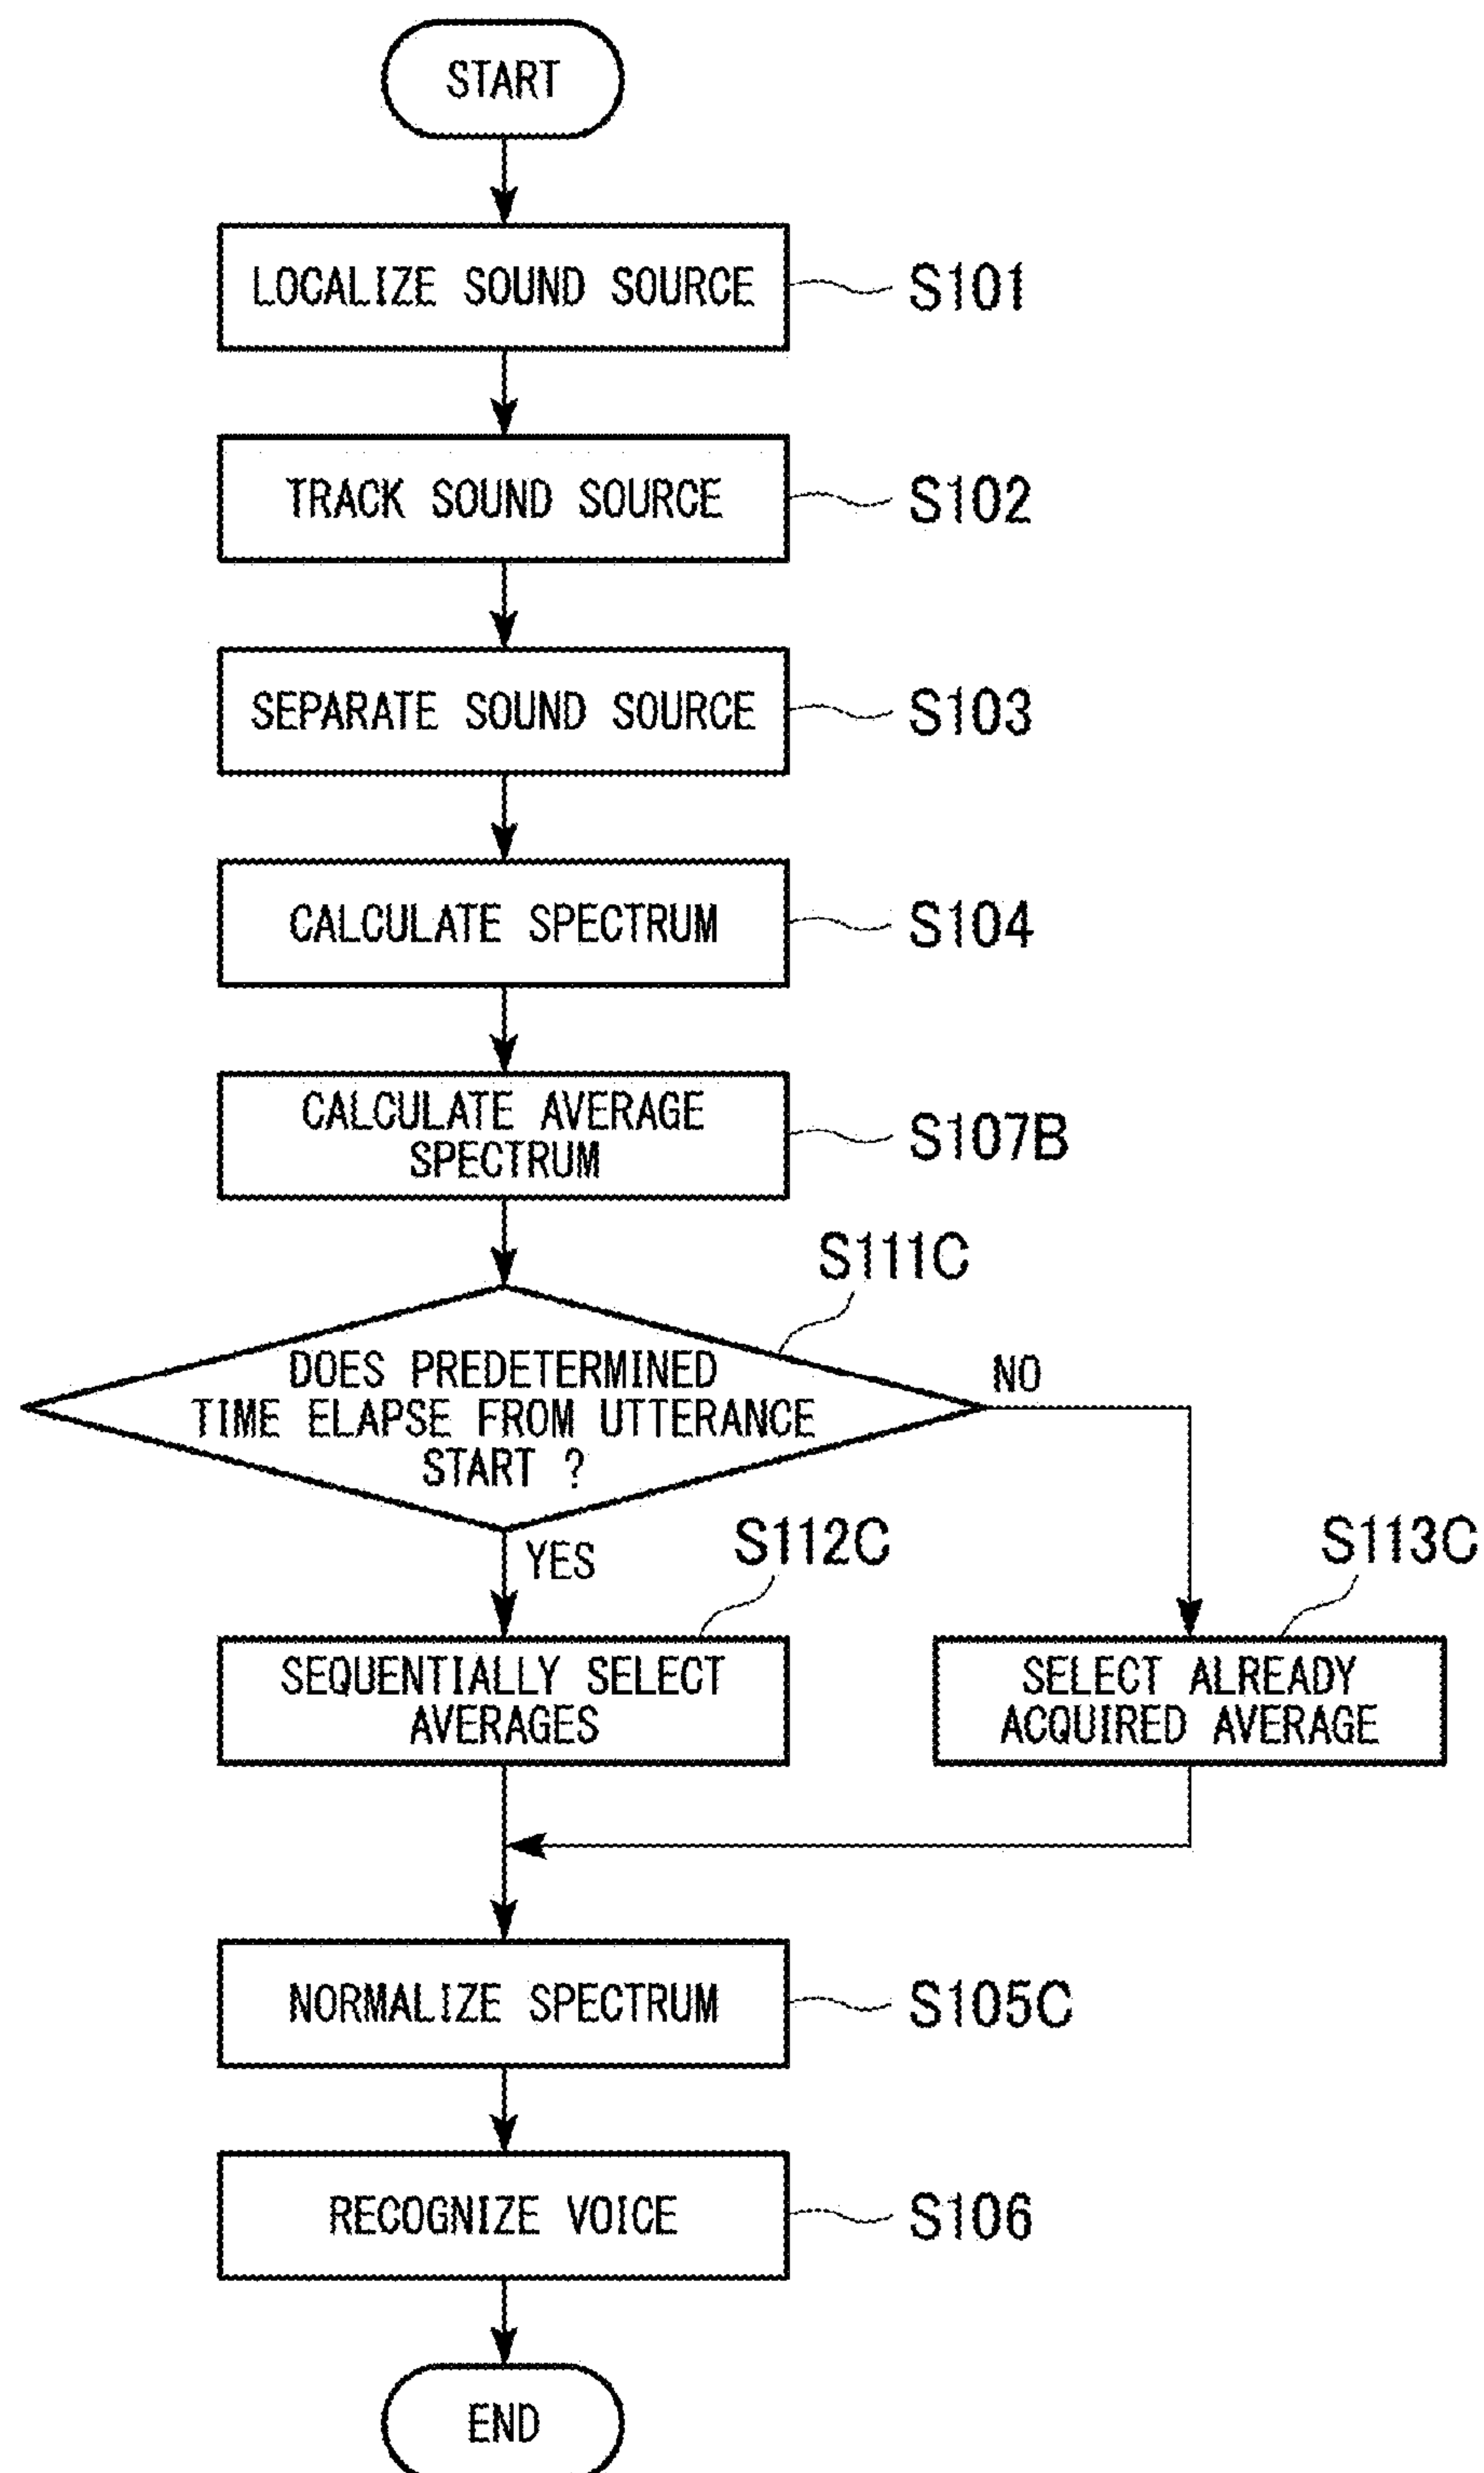 START
LOCALIZE SOUND SOURCE
S101
TRACK SOUND SOURCE
S102
SEPARATE SOUND SOURCE
S103
CALCULATE SPECTRUM
S104
CALCULATE AVERAGE
SPECTRUM
S107B
S111C
DOES PREDETERMINED
TIME ELAPSE FROM UTTERANCE
START ?
NO
YES
S112C
S113C
SEQUENTIALLY SELECT
AVERAGES
SELECT ALREADY
ACQUIRED AVERAGE
NORMALIZE SPECTRUM
S105C
RECOGNIZE VOICE
S106
END